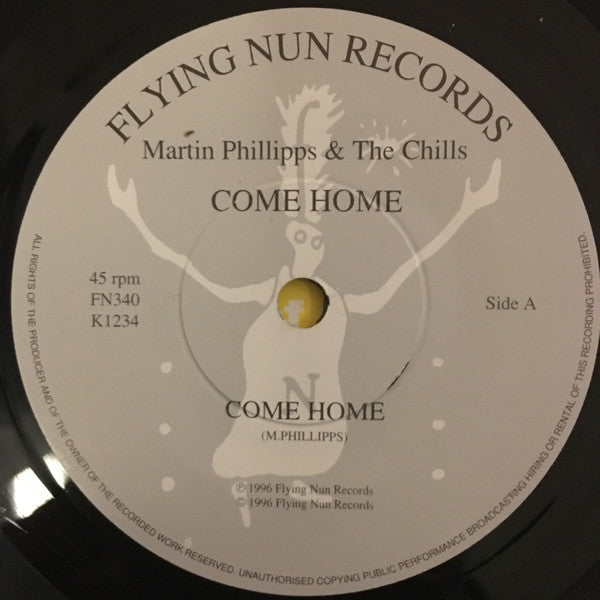 FLYING NUN RECORDS
Martin Phillipps & The Chills
COME HOME
45 rpm
FN340
K1234
Side A
f
N
COME HOME
(M.PHILLIPPS)
℗ 1996 Flying Nun Records
© 1996 Flying Nun Records
ALL RIGHTS OF THE PRODUCER AND OF THE OWNER OF THE RECORDED WORK RESERVED. UNAUTHORISED COPYING PUBLIC PERFORMANCE BROADCASTING HIRING OR RENTAL OF THIS RECORDING PROHIBITED.